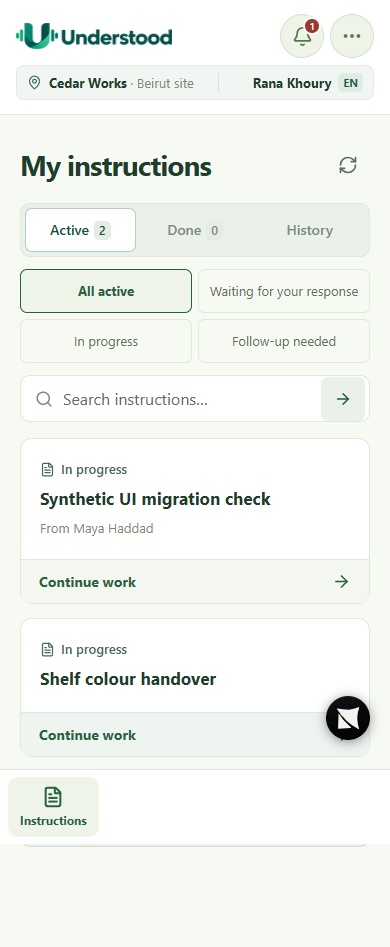 Understood
1
Cedar Works · Beirut site
Rana Khoury EN
My instructions
Active 2
Done 0
History
All active
Waiting for your response
In progress
Follow-up needed
Search instructions...
In progress
Synthetic UI migration check
From Maya Haddad
Continue work
In progress
Shelf colour handover
Continue work
Instructions